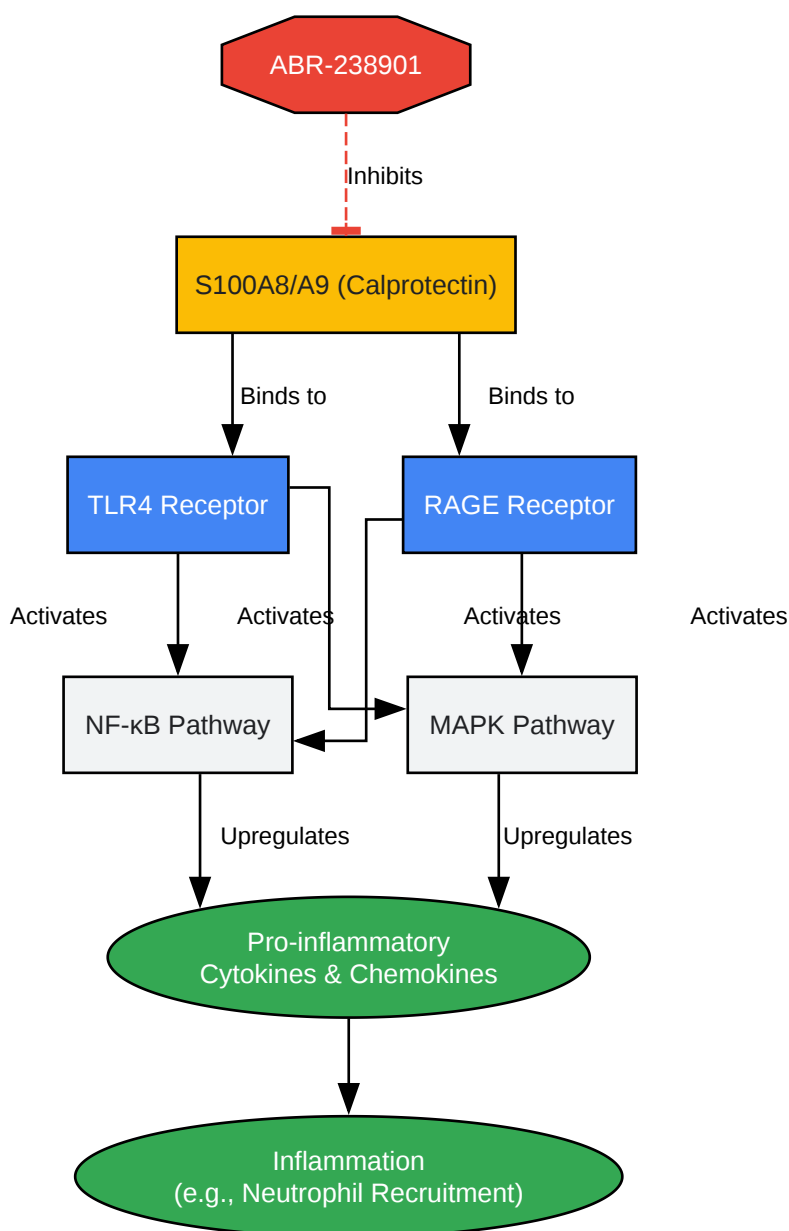 ABR-238901
Inhibits
S100A8/A9 (Calprotectin)
Binds to
Binds to
TLR4 Receptor
RAGE Receptor
Activates
Activates
Activates
Activates
NF-κB Pathway
MAPK Pathway
Upregulates
Upregulates
Pro-inflammatory
Cytokines & Chemokines
Inflammation
(e.g., Neutrophil Recruitment)